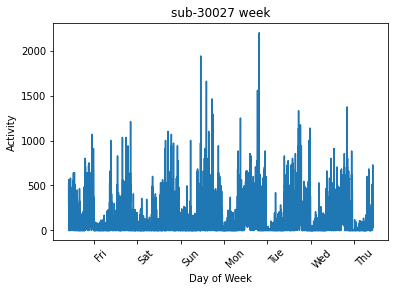 sub-30027 week
Activity
2000
1500
1000
500
0
Fri
Sat
Sun
Mon
Tue
Wed
Thu
Day of Week